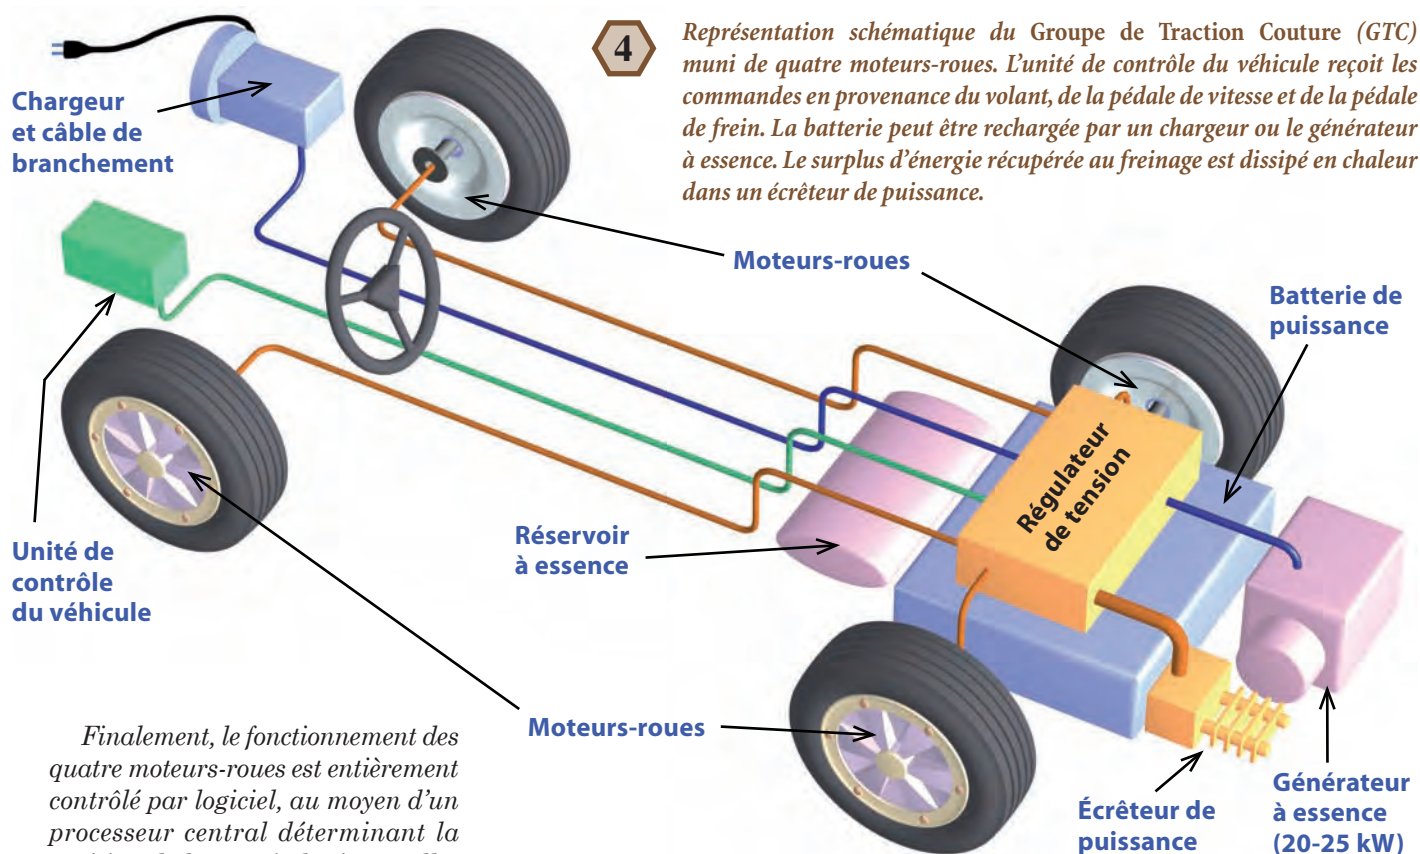 4
Représentation schématique du Groupe de Traction Couture (GTC)
muni de quatre moteurs-roues. L'unité de contrôle du véhicule reçoit les
commandes en provenance du volant, de la pédale de vitesse et de la pédale
de frein. La batterie peut être rechargée par un chargeur ou le générateur
à essence. Le surplus d'énergie récupérée au freinage est dissipé en chaleur
dans un écrêteur de puissance.
Chargeur
et câble de
branchement
Moteurs-roues
Batterie de
puissance
Régulateur
de tension
Réservoir
à essence
Unité de
contrôle
du véhicule
Moteurs-roues
Écrêteur de
puissance
Générateur
à essence
(20-25 kW)
Finalement, le fonctionnement des
quatre moteurs-roues est entièrement
contrôlé par logiciel, au moyen d'un
processeur central déterminant la